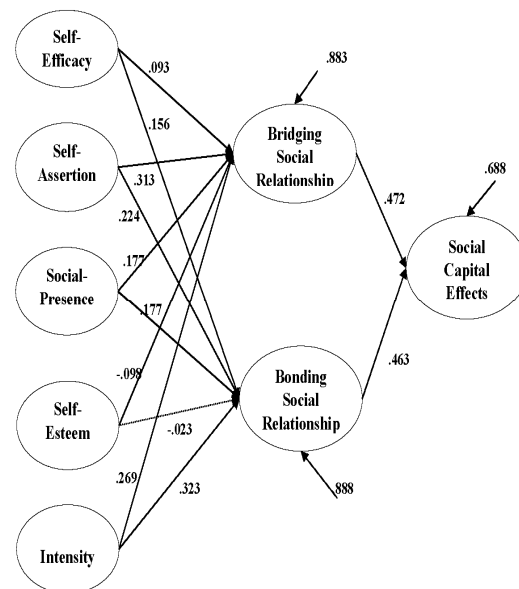 Self-
Efficacy
.093
.883
.156
Bridging
Social
Relationship
Self-
Assertion
.313
.224
.472
.688
Social
Capital
Effects
Social-
Presence
.177
.177
-.098
.463
Bonding
Social
Relationship
Self-
Esteem
-.023
.269
.323
888
Intensity